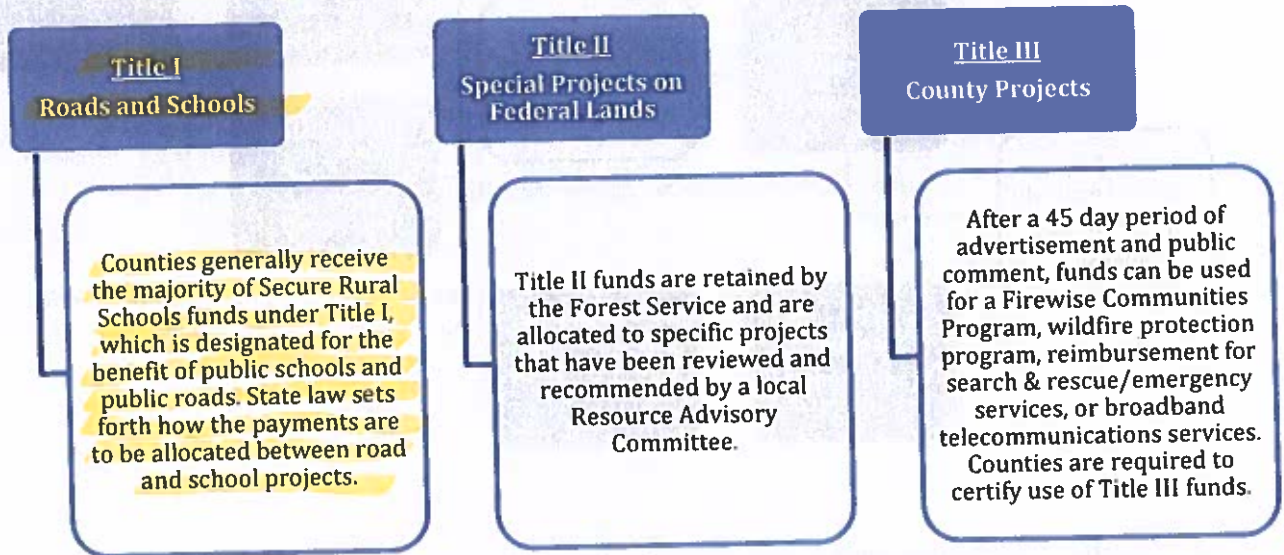 Title I
Roads and Schools
Counties generally receive
the majority of Secure Rural
Schools funds under Title I,
which is designated for the
benefit of public schools and
public roads. State law sets
forth how the payments are
to be allocated between road
and school projects.
Title II
Special Projects on
Federal Lands
Title II funds are retained by
the Forest Service and are
allocated to specific projects
that have been reviewed and
recommended by a local
Resource Advisory
Committee.
Title III
County Projects
After a 45 day period of
advertisement and public
comment, funds can be used
for a Firewise Communities
Program, wildfire protection
program, reimbursement for
search & rescue/emergency
services, or broadband
telecommunications services.
Counties are required to
certify use of Title III funds.